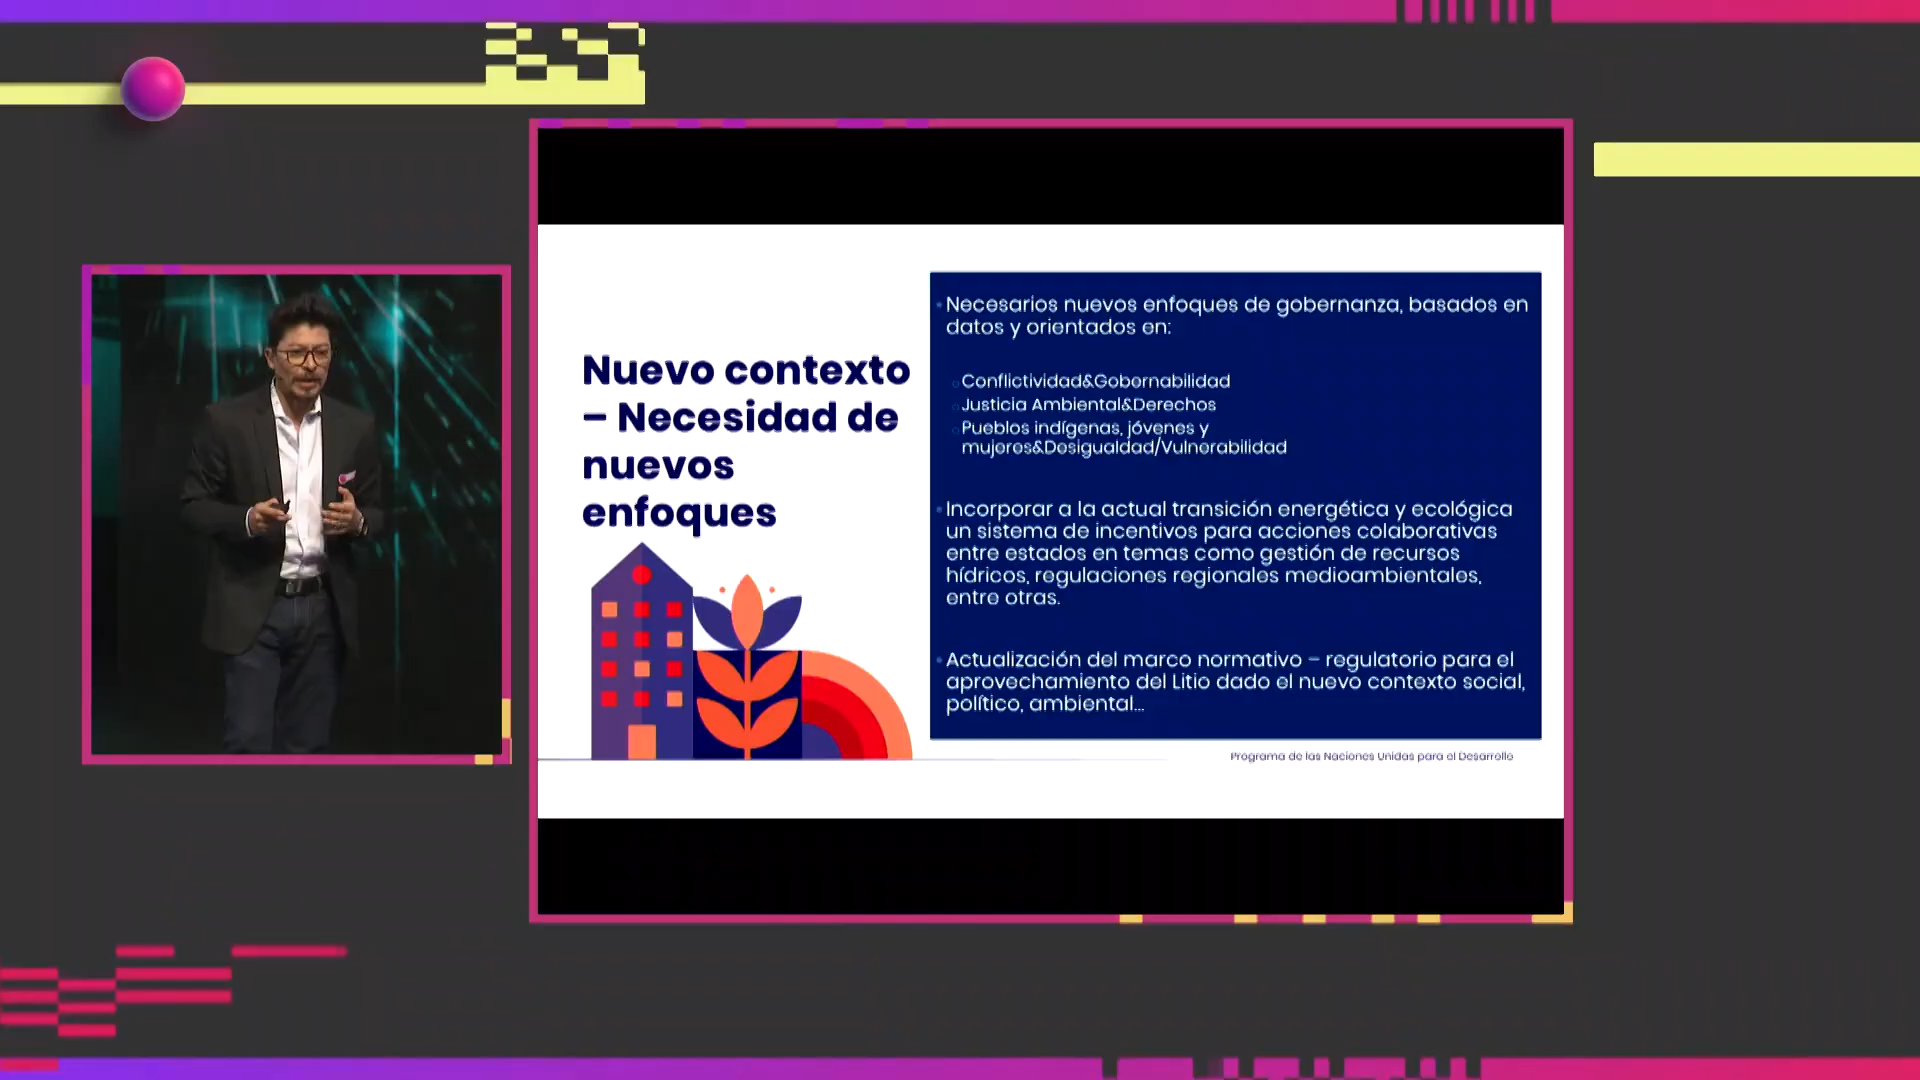 Nuevo contexto
– Necesidad de
nuevos
enfoques
Necesarios nuevos enfoques de gobernanza, basados en
datos y orientados en:
Conflictividad&Gobernabilidad
Justicia Ambiental&Derechos
Pueblos indígenas, jóvenes y
mujeres&Desigualdad/Vulnerabilidad
Incorporar a la actual transición energética y ecológica
un sistema de incentivos para acciones colaborativas
entre estados en temas como gestión de recursos
hídricos, regulaciones regionales medioambientales,
entre otras.
Actualización del marco normativo – regulatorio para el
aprovechamiento del Litio dado el nuevo contexto social,
político, ambiental...
Programa de las Naciones Unidas para el Desarrollo